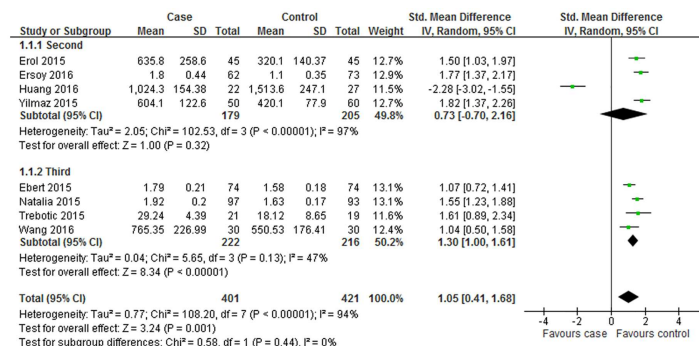 Case Control Std. Mean Difference Std. Mean Difference
Study or Subgroup Mean SD Total Mean SD Total Weight IV, Random, 95% CI IV, Random, 95% CI
1.1.1 Second
Erol 2015 635.8 258.6 45 320.1 140.37 45 12.7% 1.50 [1.03, 1.97]
Ersoy 2016 1.8 0.44 62 1.1 0.35 73 12.9% 1.77 [1.37, 2.17]
Huang 2016 1,024.3 154.38 22 1,513.6 247.1 27 11.5% -2.28 [-3.02, -1.55]
Yilmaz 2015 604.1 122.6 50 420.1 77.9 60 12.7% 1.82 [1.37, 2.26]
Subtotal (95% CI) 179 205 49.8% 0.73 [-0.70, 2.16]
Heterogeneity: Tau² = 2.05; Chi² = 102.53, df = 3 (P < 0.00001); I² = 97%
Test for overall effect: Z = 1.00 (P = 0.32)
1.1.2 Third
Ebert 2015 1.79 0.21 74 1.58 0.18 74 13.1% 1.07 [0.72, 1.41]
Natalia 2015 1.92 0.2 97 1.63 0.17 93 13.1% 1.55 [1.23, 1.88]
Trebotic 2015 29.24 4.39 21 18.12 8.65 19 11.5% 1.61 [0.89, 2.34]
Wang 2016 765.35 226.99 30 550.53 176.41 30 12.4% 1.04 [0.50, 1.58]
Subtotal (95% CI) 222 216 50.2% 1.30 [1.00, 1.61]
Heterogeneity: Tau² = 0.04; Chi² = 5.65, df = 3 (P = 0.13); I² = 47%
Test for overall effect: Z = 8.34 (P < 0.00001)
Total (95% CI) 401 421 100.0% 1.05 [0.41, 1.68]
Heterogeneity: Tau² = 0.77; Chi² = 108.20, df = 7 (P < 0.00001); I² = 94%
Test for overall effect: Z = 3.24 (P = 0.001)
Test for subgroup differences: Chi² = 0.58, df = 1 (P = 0.44), I² = 0%
-4 -2 0 2 4
Favours case Favours control